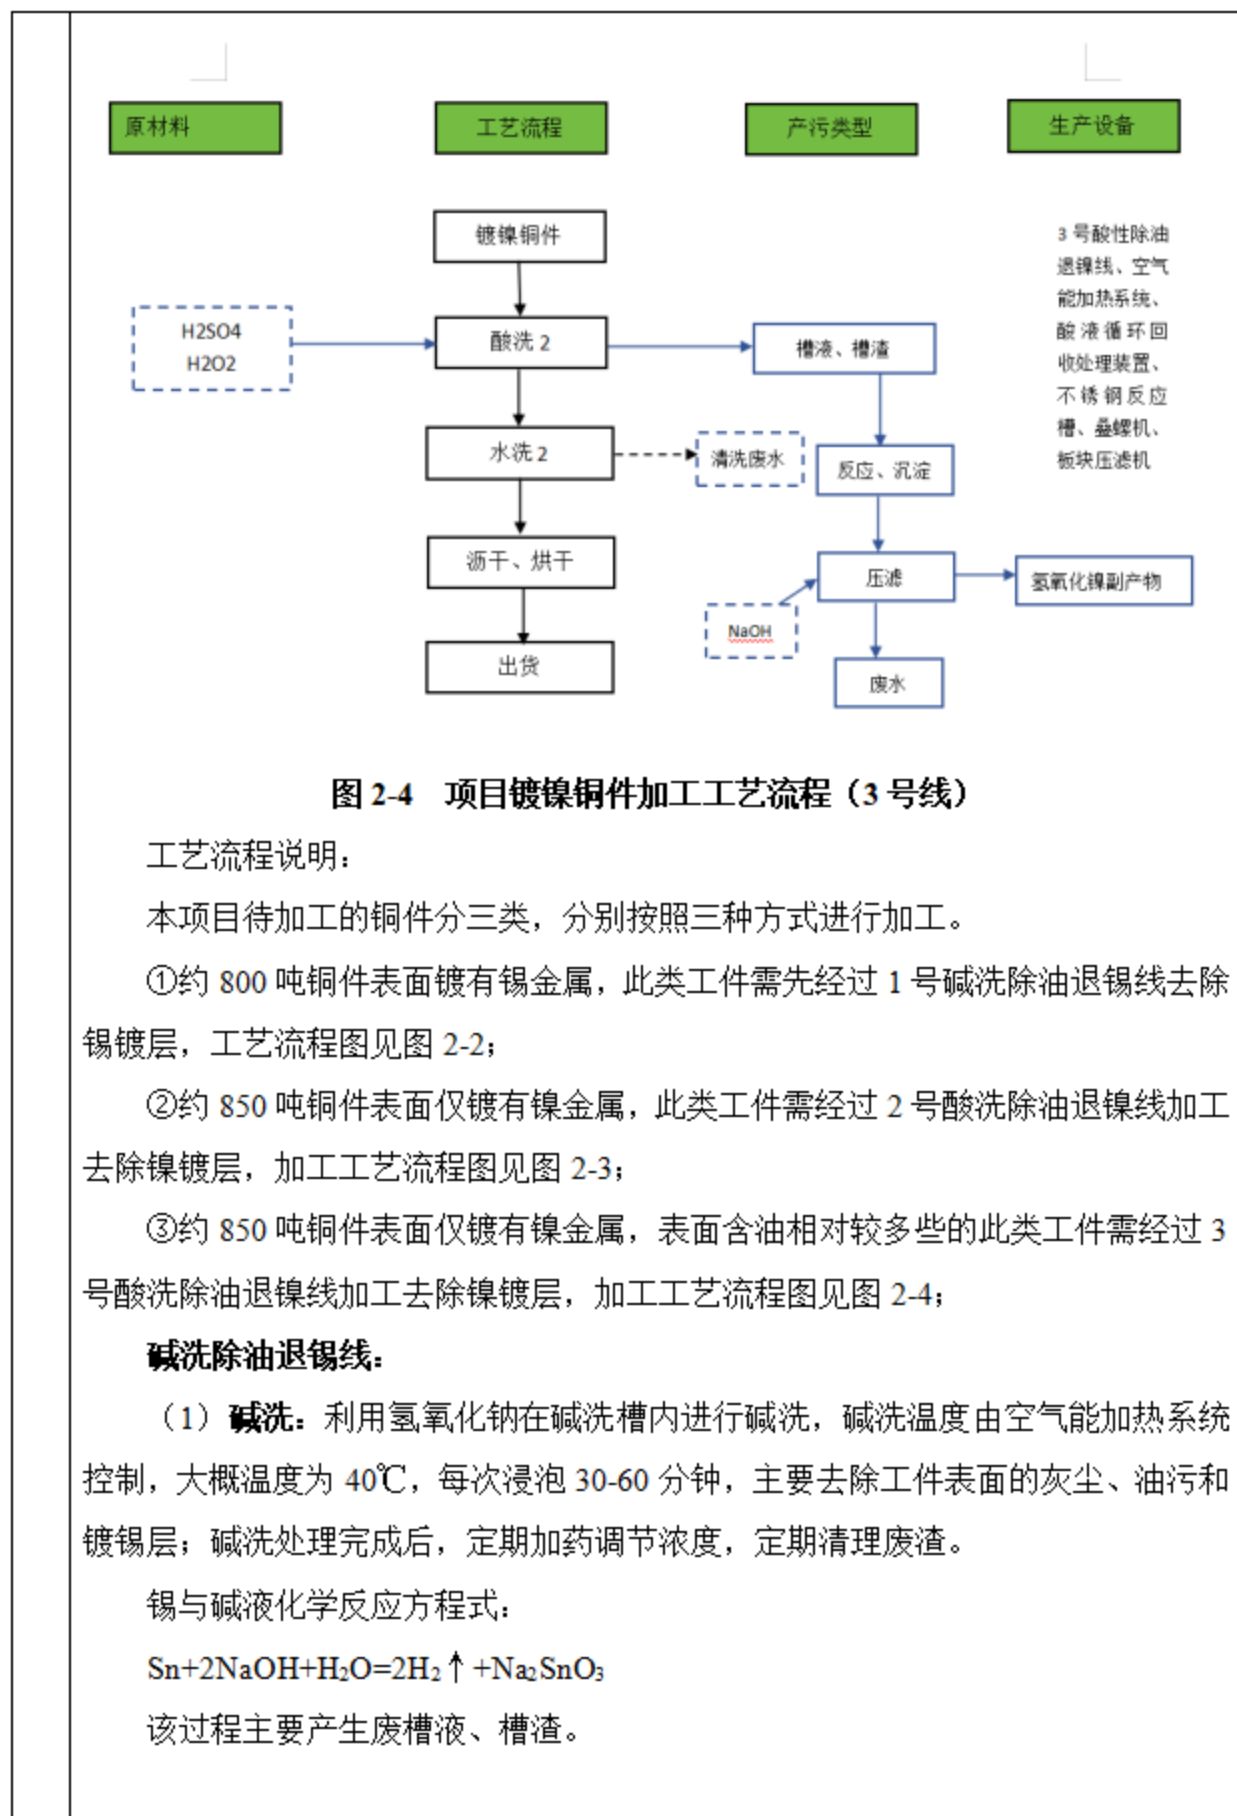 原材料
工艺流程
产污类型
生产设备
镀镍铜件
3 号酸性除油
退镍线、空气
能加热系统、
酸液循环回
收处理装置、
不锈钢反应
槽、叠螺机、
板块压滤机
H2SO4
H2O2
酸洗 2
槽液、槽渣
水洗 2
清洗废水
反应、沉淀
沥干、烘干
压滤
氢氧化镍副产物
NaOH
出货
废水
图 2-4 项目镀镍铜件加工工艺流程（3 号线）
工艺流程说明：
本项目待加工的铜件分三类，分别按照三种方式进行加工。
①约 800 吨铜件表面镀有锡金属，此类工件需先经过 1 号碱洗除油退锡线去除
锡镀层，工艺流程图见图 2-2；
②约 850 吨铜件表面仅镀有镍金属，此类工件需经过 2 号酸洗除油退镍线加工
去除镍镀层，加工工艺流程图见图 2-3；
③约 850 吨铜件表面仅镀有镍金属，表面含油相对较多些的此类工件需经过 3
号酸洗除油退镍线加工去除镍镀层，加工工艺流程图见图 2-4；
碱洗除油退锡线：
（1）碱洗：利用氢氧化钠在碱洗槽内进行碱洗，碱洗温度由空气能加热系统
控制，大概温度为 40℃，每次浸泡 30-60 分钟，主要去除工件表面的灰尘、油污和
镀锡层；碱洗处理完成后，定期加药调节浓度，定期清理废渣。
锡与碱液化学反应方程式：
Sn+2NaOH+H₂O=2H₂↑+Na₂SnO₃
该过程主要产生废槽液、槽渣。